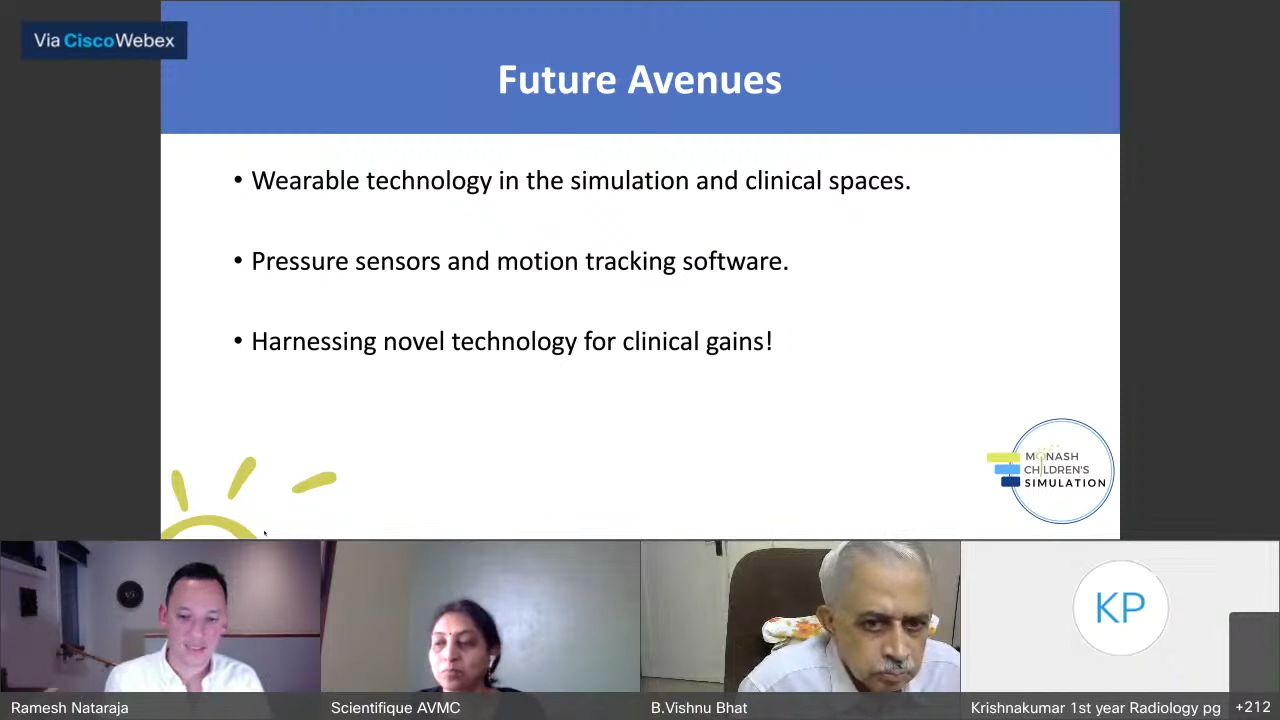 Via CiscoWebex
Future Avenues
• Wearable technology in the simulation and clinical spaces.
• Pressure sensors and motion tracking software.
• Harnessing novel technology for clinical gains!
MONASH
CHILDREN'S
SIMULATION
KP
Ramesh Nataraja
Scientifique AVMC
B.Vishnu Bhat
Krishnakumar 1st year Radiology pg
+212